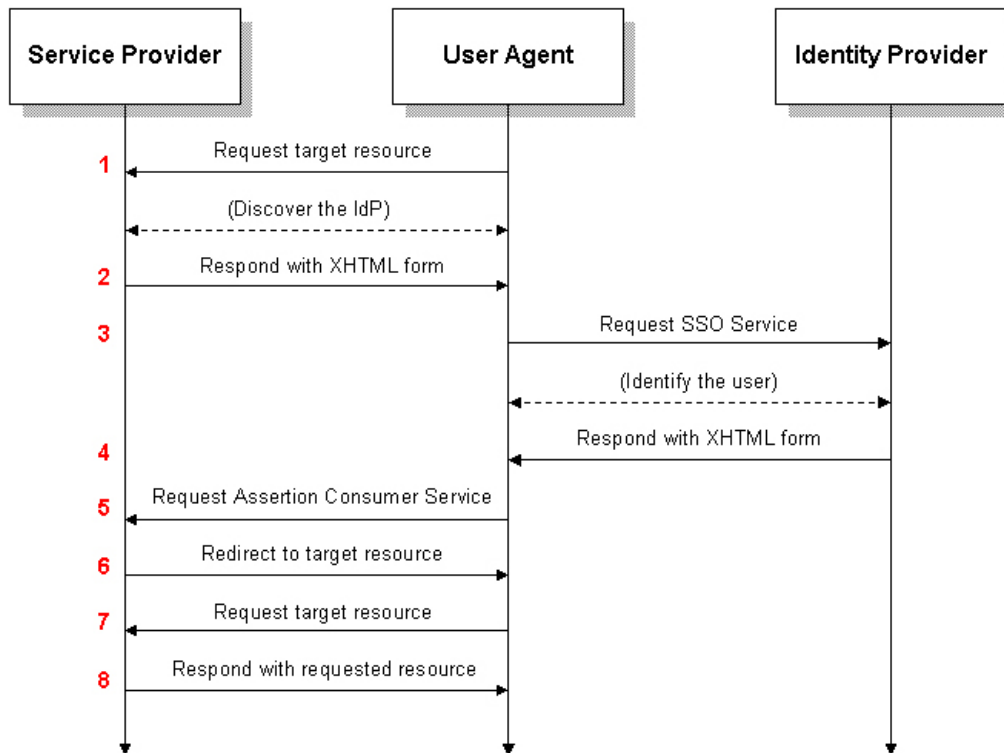 Service Provider
User Agent
Identity Provider
1
Request target resource
(Discover the IdP)
2
Respond with XHTML form
3
Request SSO Service
(Identify the user)
4
Respond with XHTML form
5
Request Assertion Consumer Service
6
Redirect to target resource
7
Request target resource
8
Respond with requested resource